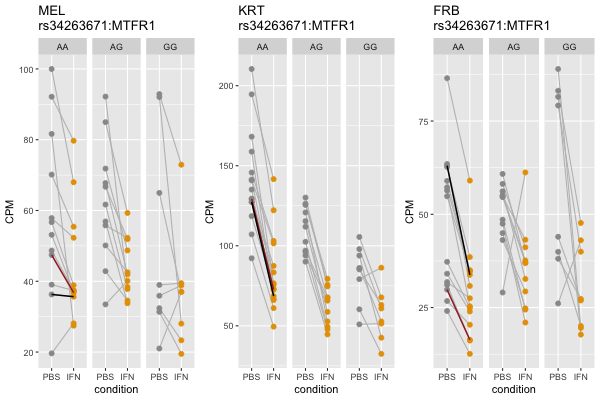 MEL
rs34263671:MTFR1
AA AG GG
100
80
60
40
20
CPM
PBS IFN PBS IFN PBS IFN
condition
KRT
rs34263671:MTFR1
AA AG GG
200
150
100
50
CPM
PBS IFN PBS IFN PBS IFN
condition
FRB
rs34263671:MTFR1
AA AG GG
75
50
25
CPM
PBS IFN PBS IFN PBS IFN
condition